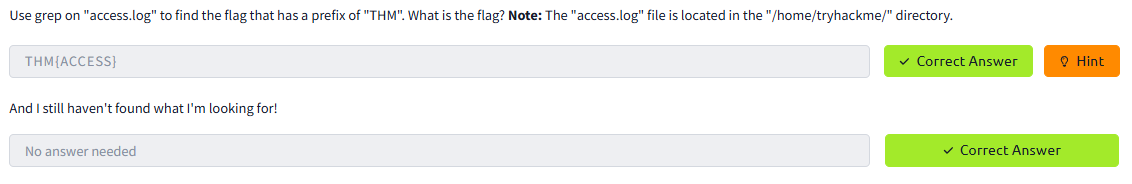 Use grep on "access.log" to find the flag that has a prefix of "THM". What is the flag? Note: The "access.log" file is located in the "/home/tryhackme/" directory.
THM{ACCESS} ✓ Correct Answer Hint
And I still haven't found what I'm looking for!
No answer needed ✓ Correct Answer